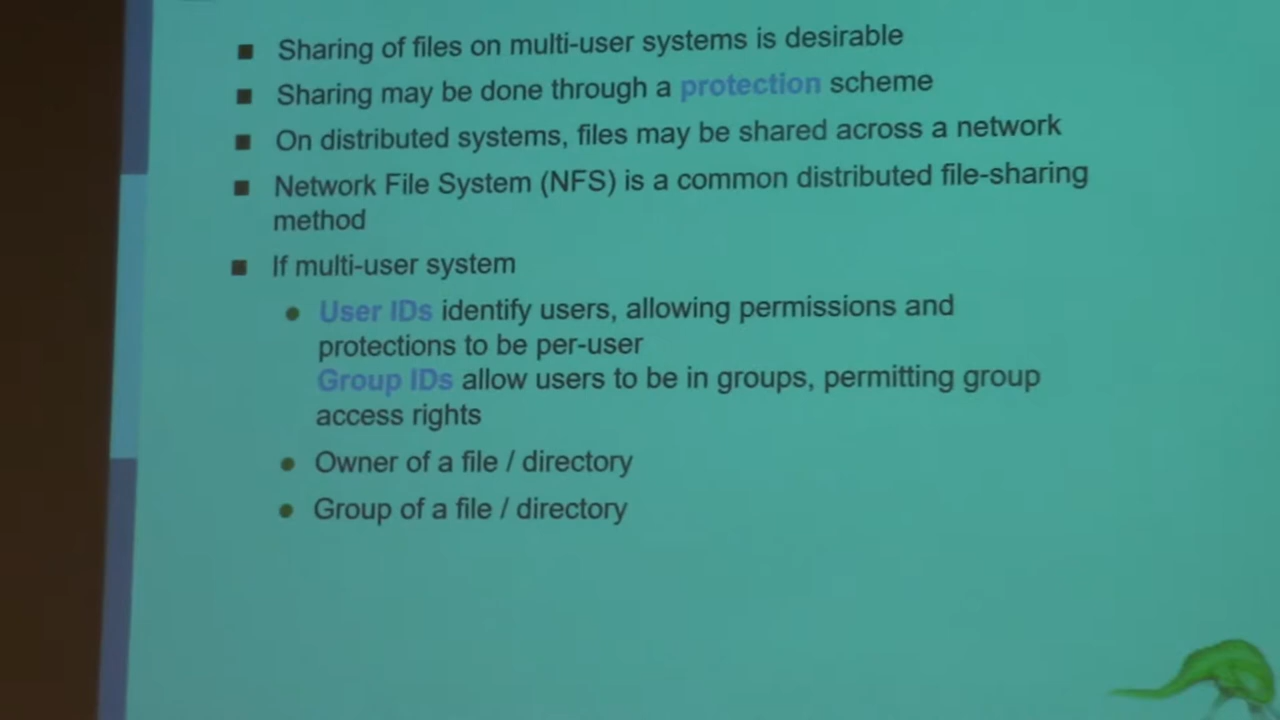 Sharing of files on multi-user systems is desirable
Sharing may be done through a protection scheme
On distributed systems, files may be shared across a network
Network File System (NFS) is a common distributed file-sharing
method
If multi-user system
User IDs identify users, allowing permissions and
protections to be per-user
Group IDs allow users to be in groups, permitting group
access rights
Owner of a file / directory
Group of a file / directory